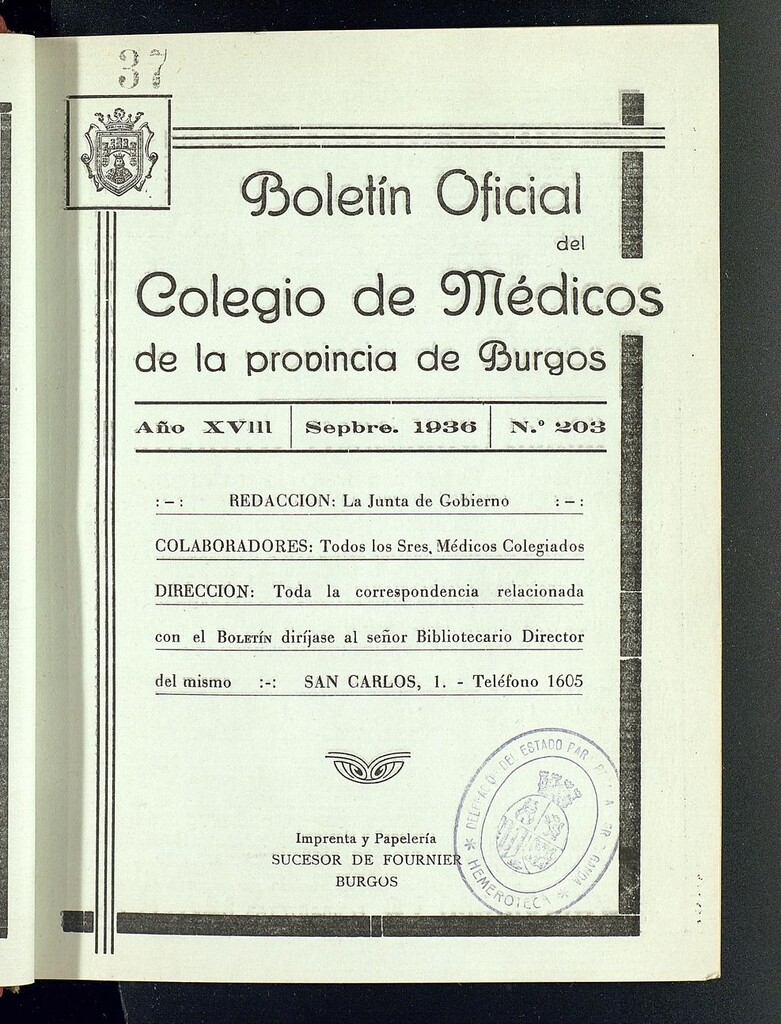 37
Boletín Oficial
del
Colegio de Médicos
de la provincia de Burgos
Año XVIII Sepbre. 1936 N.º 203
:-: REDACCION: La Junta de Gobierno :-:
COLABORADORES: Todos los Sres. Médicos Colegiados
DIRECCION: Toda la correspondencia relacionada
con el BOLETÍN diríjase al señor Bibliotecario Director
del mismo :-: SAN CARLOS, 1. - Teléfono 1605
Imprenta y Papelería
SUCESOR DE FOURNIER
BURGOS
DEL ESTADO
* HEMEROTECA *